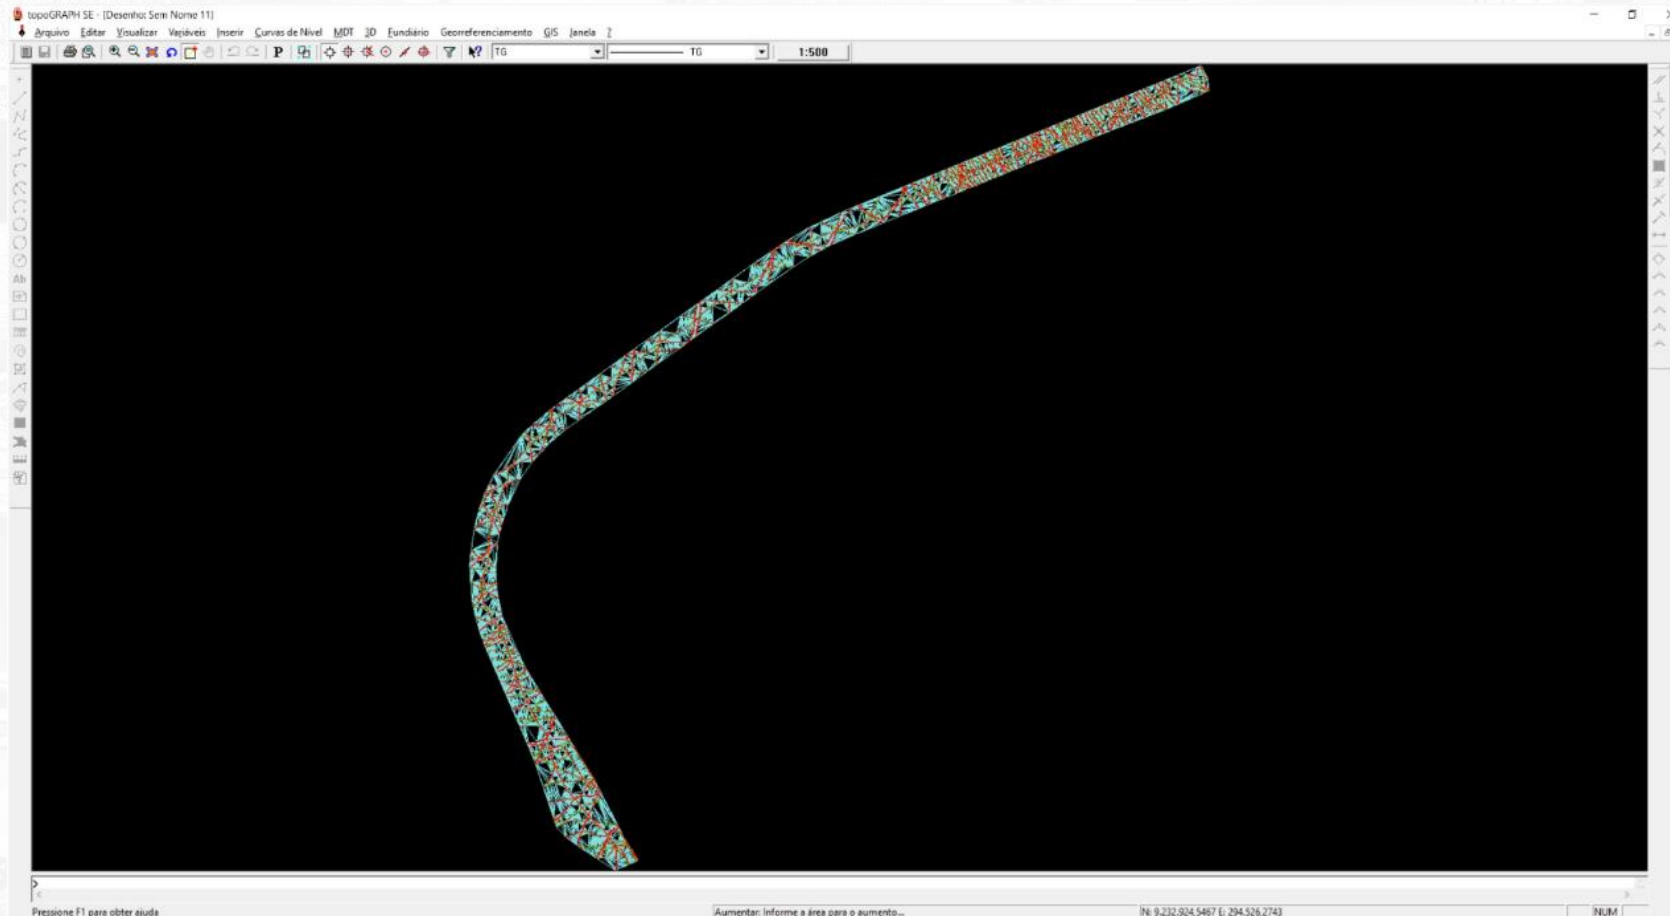 topoGRAPH SE - [Desenho: Sem Nome 11]
Arquivo Editar Visualizar Variáveis Inserir Curvas de Nível MDT 3D Fundiário Georreferenciamento GIS Janela ?
P TG TG 1:500
Ab
Pressione F1 para obter ajuda Aumentar: Informe a área para o aumento... N: 9.232.924,5467 E: 294.526,2743 NUM